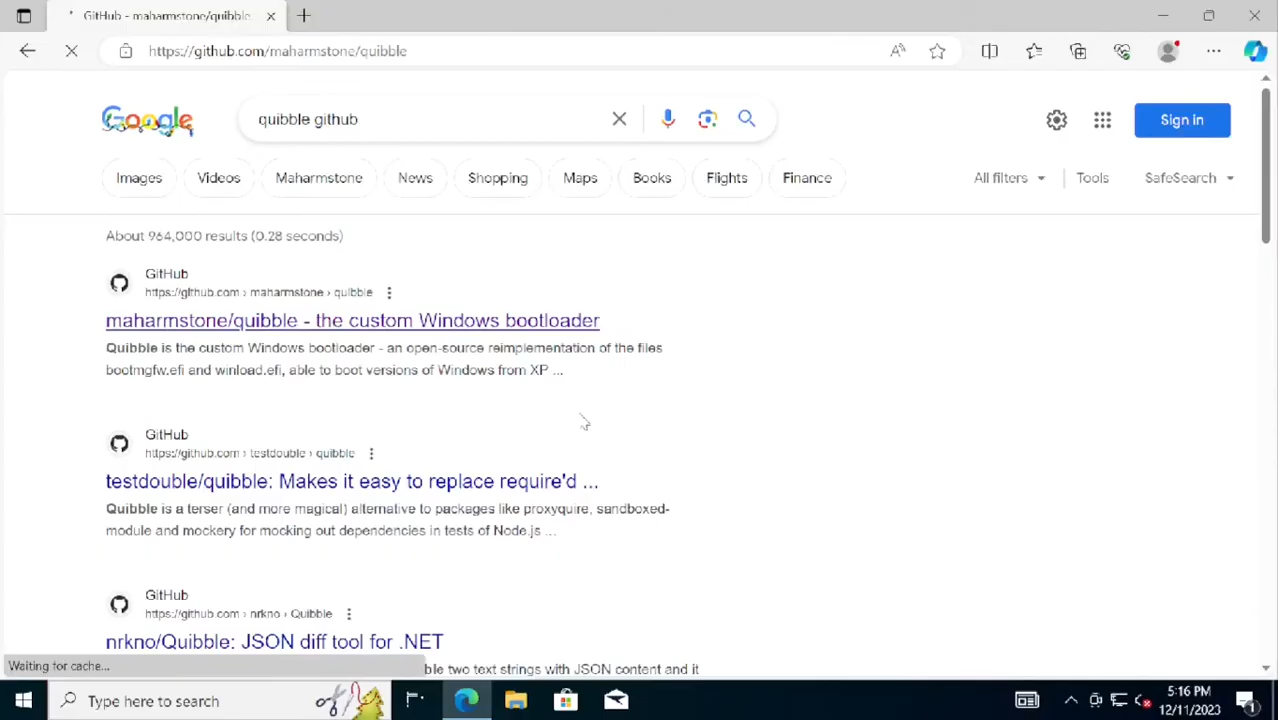 GitHub - maharmstone/quibble
https://github.com/maharmstone/quibble
Google
quibble github
Sign in
Images
Videos
Maharmstone
News
Shopping
Maps
Books
Flights
Finance
All filters
Tools
SafeSearch
About 964,000 results (0.28 seconds)
GitHub
https://github.com › maharmstone › quibble
maharmstone/quibble - the custom Windows bootloader
Quibble is the custom Windows bootloader - an open-source reimplementation of the files
bootmgfw.efi and winload.efi, able to boot versions of Windows from XP ...
GitHub
https://github.com › testdouble › quibble
testdouble/quibble: Makes it easy to replace require'd ...
Quibble is a terser (and more magical) alternative to packages like proxyquire, sandboxed-
module and mockery for mocking out dependencies in tests of Node.js ...
GitHub
https://github.com › nrkno › Quibble
nrkno/Quibble: JSON diff tool for .NET
two text strings with JSON content and it
Waiting for cache...
Type here to search
5:16 PM
12/11/2023
1